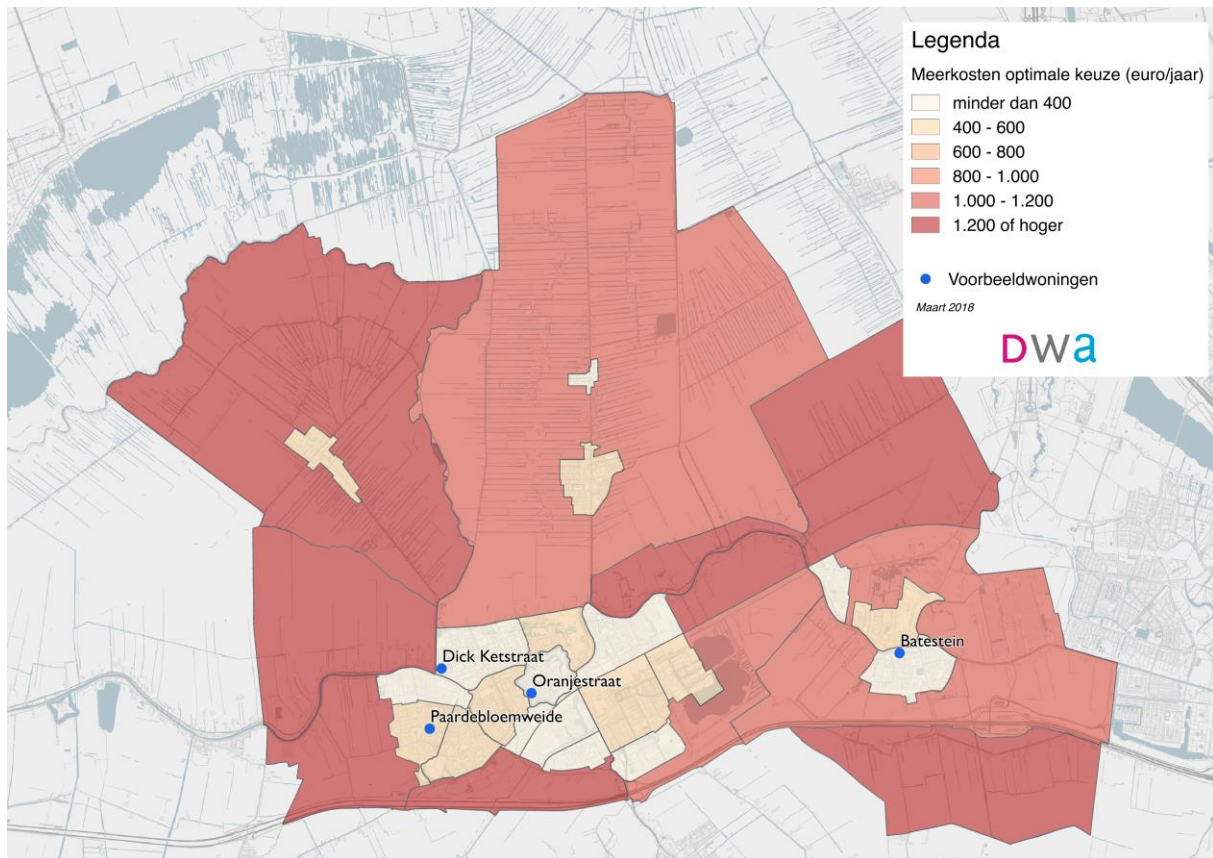 Legenda
Meerkosten optimale keuze (euro/jaar)
minder dan 400
400 - 600
600 - 800
800 - 1.000
1.000 - 1.200
1.200 of hoger
Voorbeeldwoningen
Maart 2018
DWa
Dick Ketstraat
Oranjestraat
Paardebloemweide
Batestein